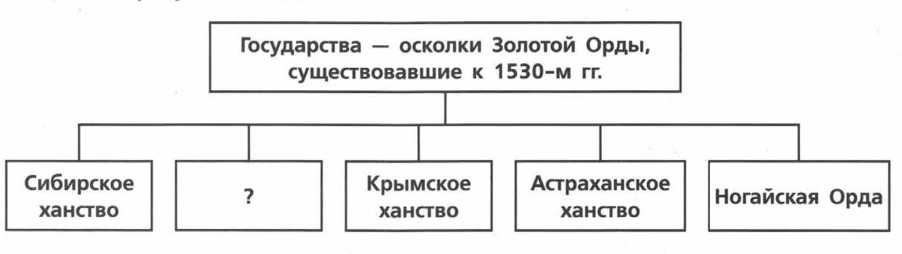 Государства — осколки Золотой Орды,
существовавшие к 1530-м гг.
Сибирское
ханство
?
Крымское
ханство
Астраханское
ханство
Ногайская Орда